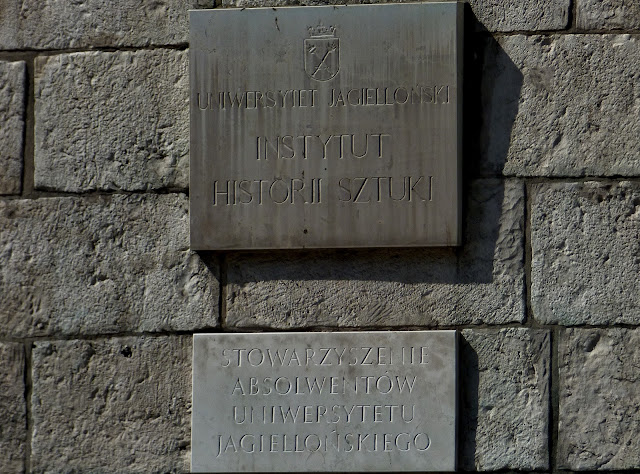 UNIWERSYTET JAGIELLOŃSKI
INSTYTUT
HISTORII SZTUKI
STOWARZYSZENIE
ABSOLWENTÓW
UNIWERSYTETU
JAGIELLOŃSKIEGO